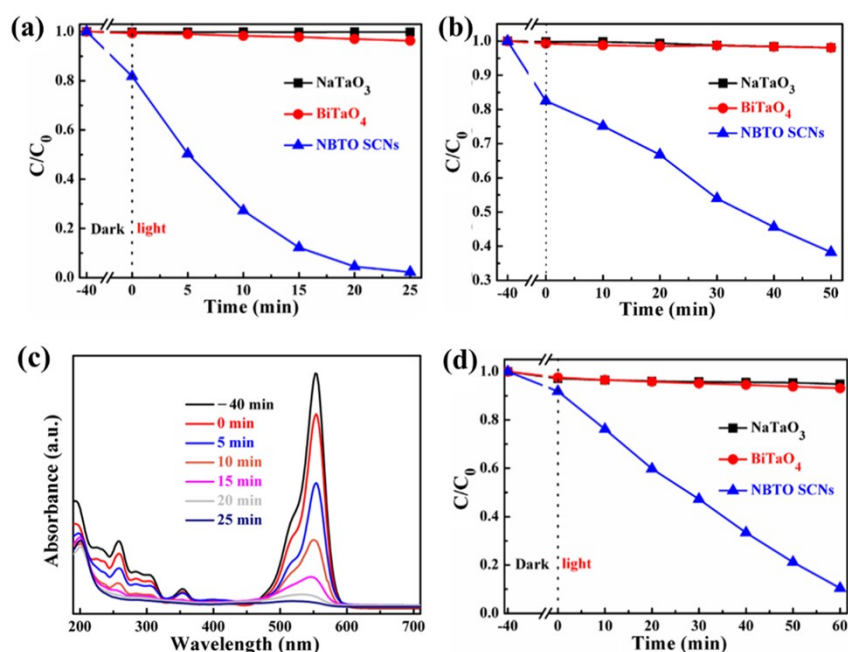 (a)
1.0
0.8
0.6
0.4
0.2
0.0
C/C₀
NaTaO₃
BiTaO₄
NBTO SCNs
Dark light
-40 0 5 10 15 20 25
Time (min)
(b)
1.0
0.9
0.8
0.7
0.6
0.5
0.4
0.3
C/C₀
NaTaO₃
BiTaO₄
NBTO SCNs
-40 0 10 20 30 40 50
Time (min)
(c)
Absorbance (a.u.)
−40 min
0 min
5 min
10 min
15 min
20 min
25 min
200 300 400 500 600 700
Wavelength (nm)
(d)
1.0
0.8
0.6
0.4
0.2
0.0
C/C₀
NaTaO₃
BiTaO₄
NBTO SCNs
Dark light
-40 0 10 20 30 40 50 60
Time (min)